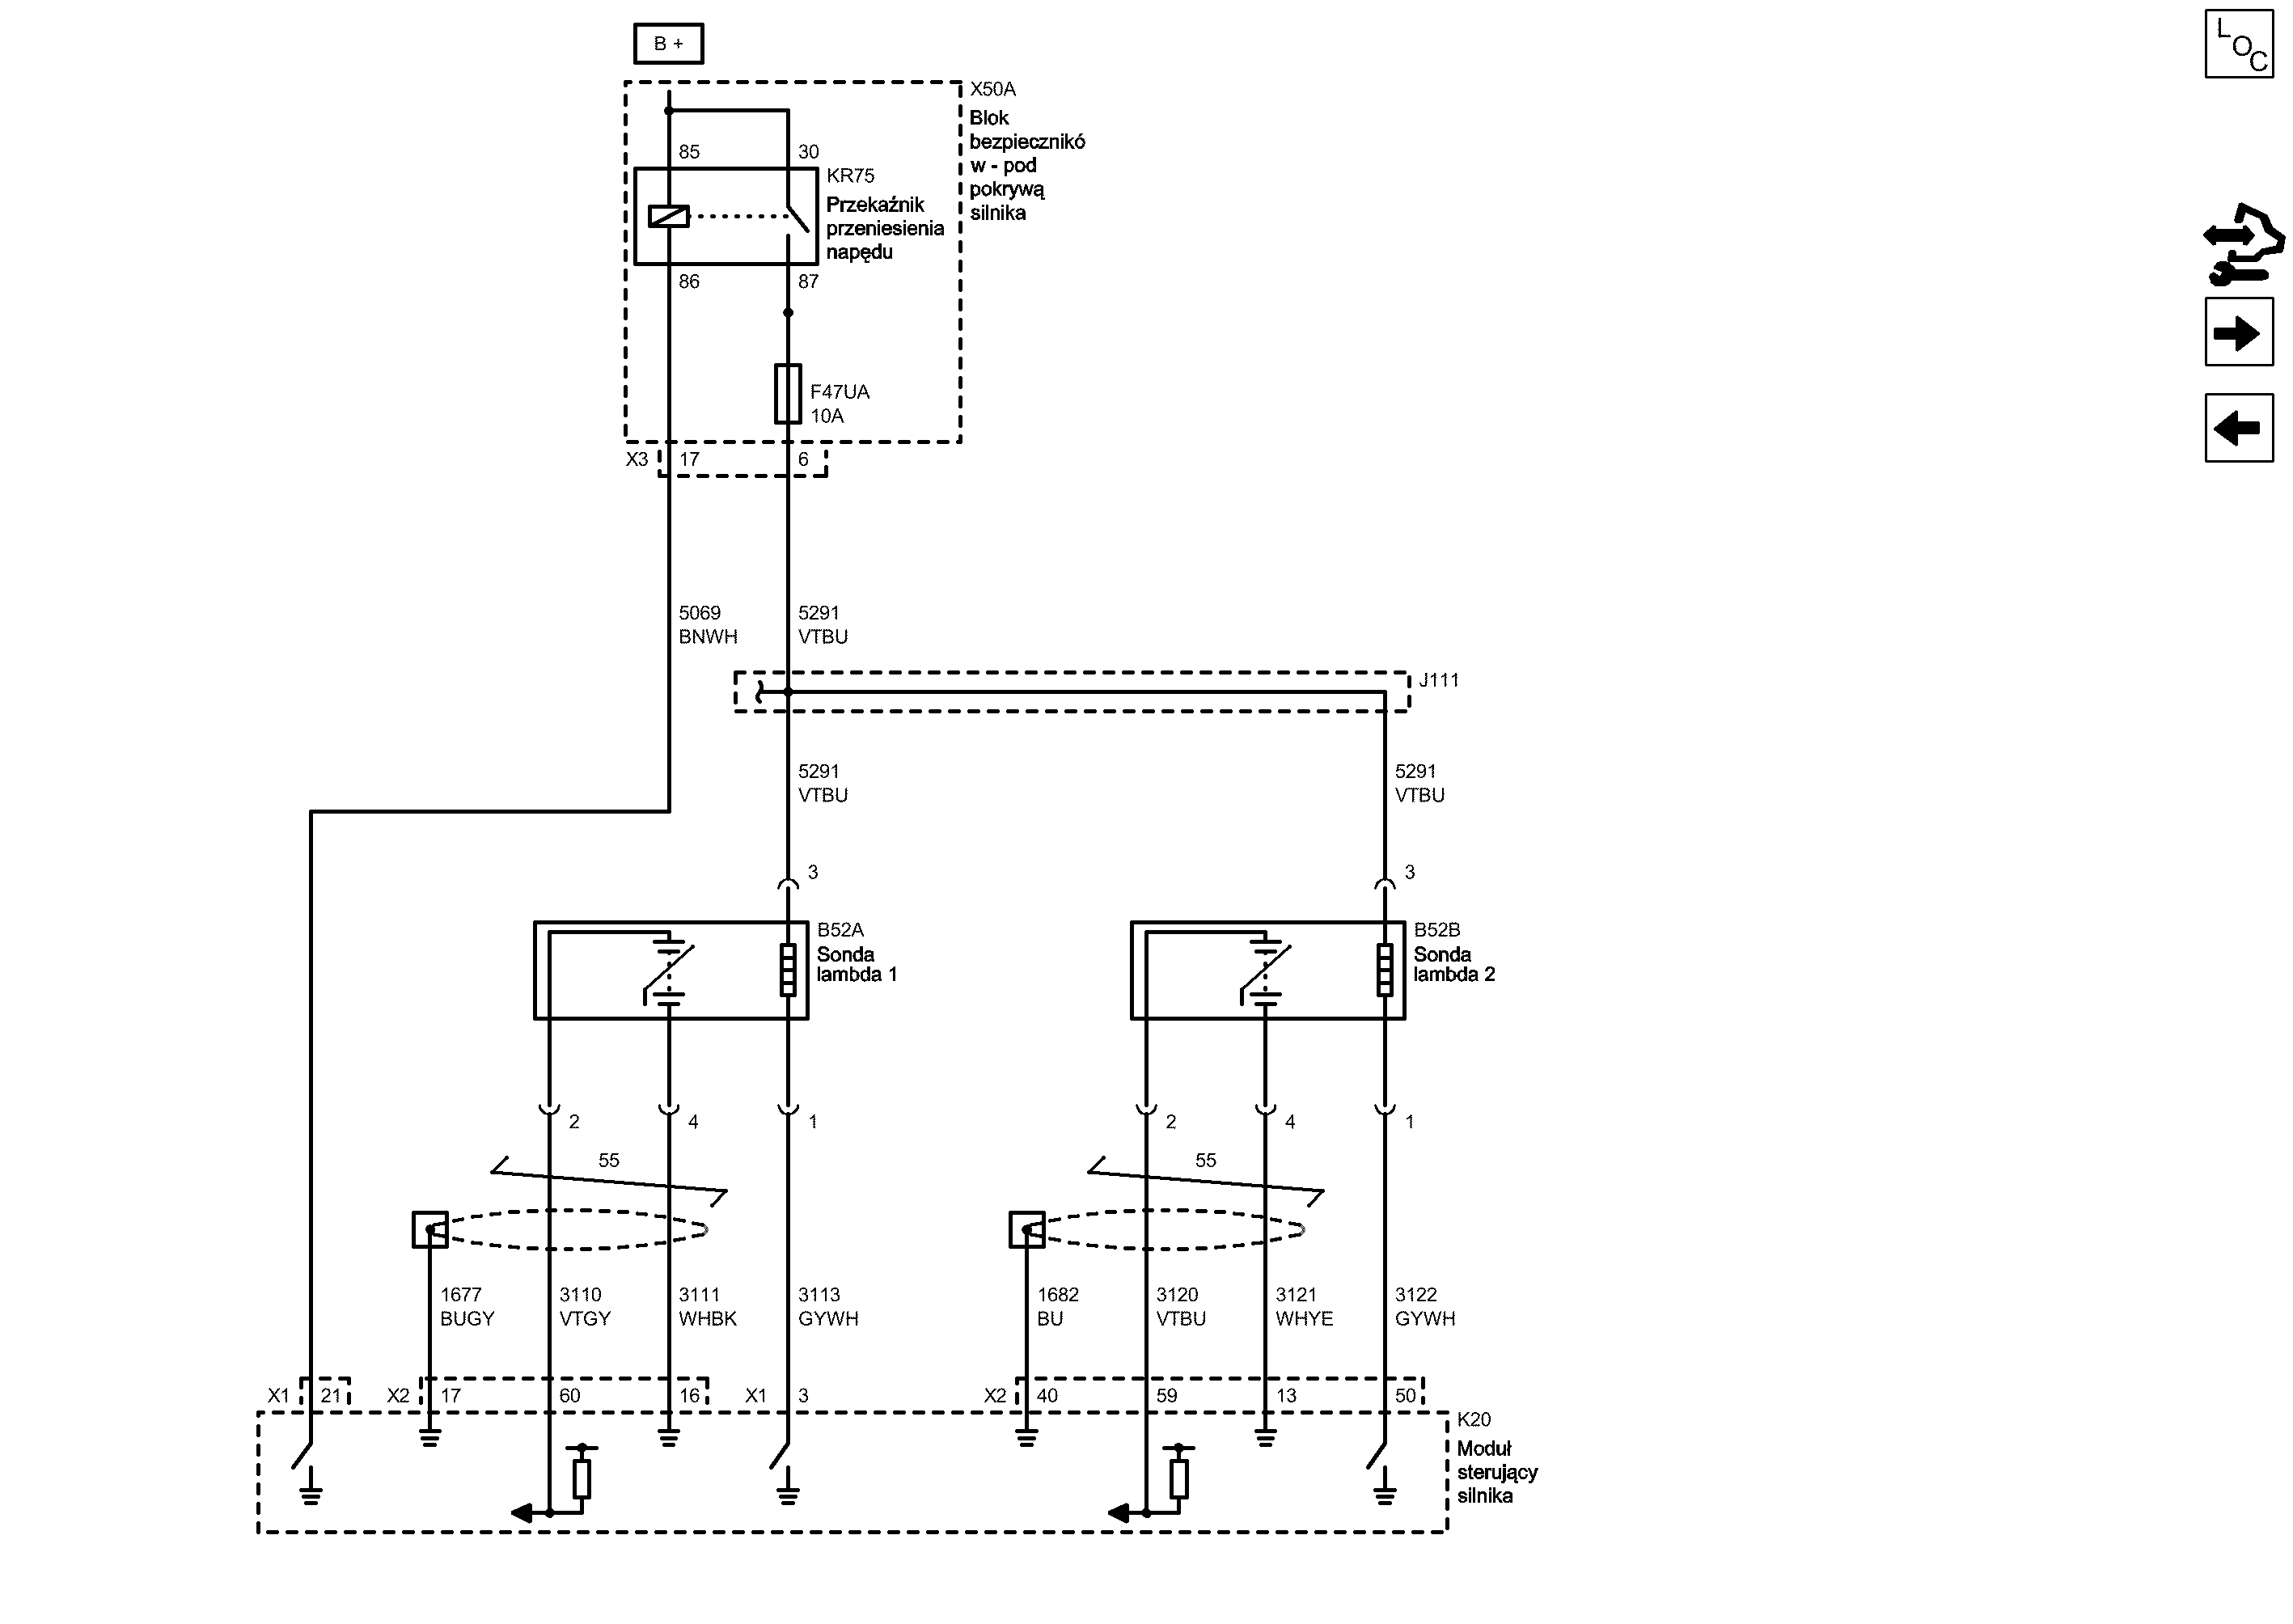 B +
L
O
C
X50A
Blok
bezpiecznikó
w - pod
pokrywą
silnika
85
30
KR75
Przekaźnik
przeniesienia
napędu
86
87
F47UA
10A
X3
17
6
5069
BNWH
5291
VTBU
J111
5291
VTBU
5291
VTBU
3
3
B52A
Sonda
lambda 1
B52B
Sonda
lambda 2
2
4
1
2
4
1
55
55
1677
BUGY
3110
VTGY
3111
WHBK
3113
GYWH
1682
BU
3120
VTBU
3121
WHYE
3122
GYWH
X1
21
X2
17
60
16
X1
3
X2
40
59
13
50
K20
Moduł
sterujący
silnika